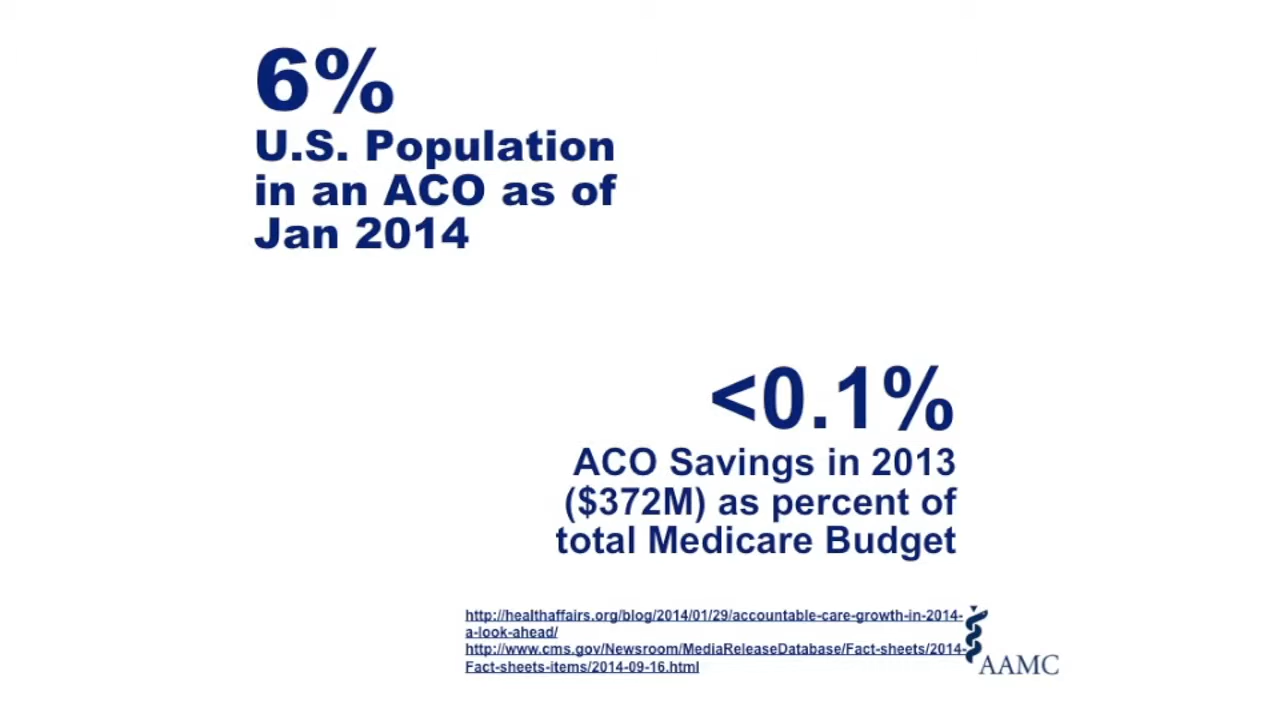 6%
U.S. Population
in an ACO as of
Jan 2014
<0.1%
ACO Savings in 2013
($372M) as percent of
total Medicare Budget
http://healthaffairs.org/blog/2014/01/29/accountable-care-growth-in-2014-
a-look-ahead/
http://www.cms.gov/Newsroom/MediaReleaseDatabase/Fact-sheets/2014-
Fact-sheets-items/2014-09-16.html
AAMC